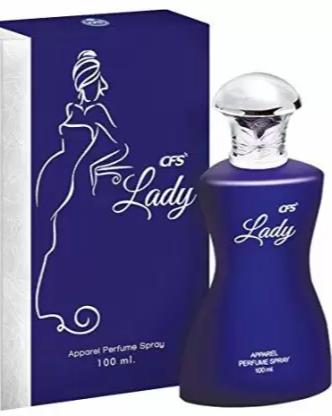 CFS
Lady
Apparel Perfume Spray
100 ml.
CFS
Lady
APPAREL
PERFUME SPRAY
100 ml